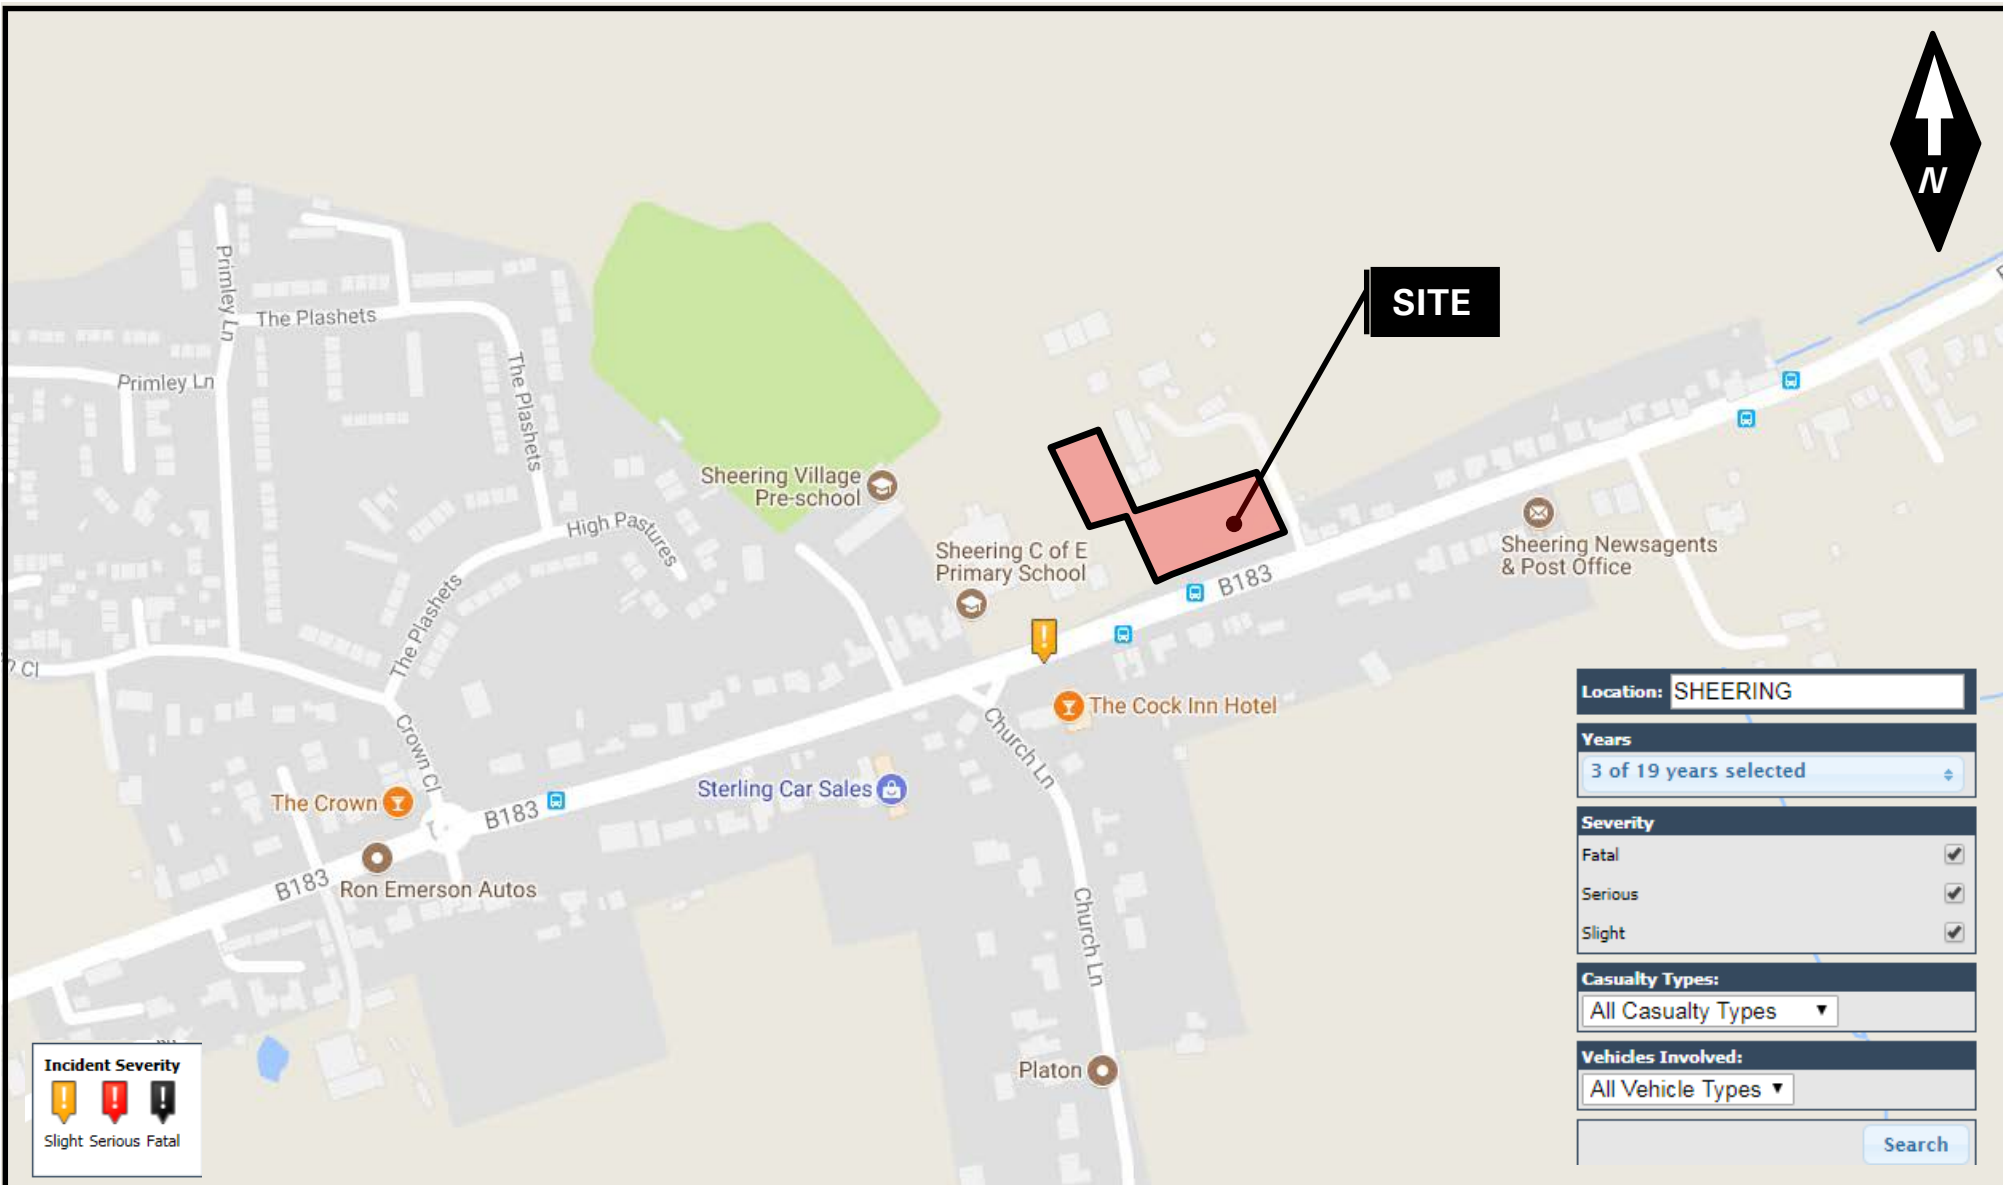 N
SITE
Primley Ln
The Plashets
Primley Ln
The Plashets
Sheering Village
Pre-school
High Pastures
Sheering C of E
Primary School
Sheering Newsagents
& Post Office
B183
The Plashets
Cl
The Cock Inn Hotel
Church Ln
Crown Cl
Sterling Car Sales
The Crown
B183
B183
Ron Emerson Autos
Church Ln
Platon
Location: SHEERING
Years
3 of 19 years selected
Severity
Fatal
Serious
Slight
Casualty Types:
All Casualty Types
Vehicles Involved:
All Vehicle Types
Search
Incident Severity
Slight Serious Fatal